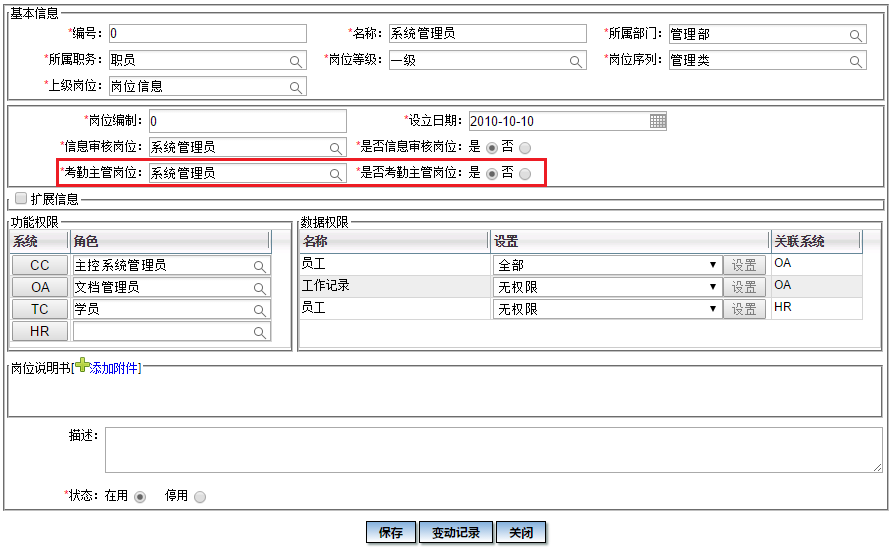 基本信息
*编号: 0 *名称: 系统管理员 *所属部门: 管理部
*所属职务: 职员 *岗位等级: 一级 *岗位序列: 管理类
*上级岗位: 岗位信息
*岗位编制: 0 *设立日期: 2010-10-10
*信息审核岗位: 系统管理员 *是否信息审核岗位: 是 否
*考勤主管岗位: 系统管理员 *是否考勤主管岗位: 是 否
扩展信息
功能权限
系统 角色
CC 主控系统管理员
OA 文档管理员
TC 学员
HR
数据权限
名称 设置 关联系统
员工 全部 设置 OA
工作记录 无权限 设置 OA
员工 无权限 设置 HR
岗位说明书[添加附件]
描述:
*状态: 在用 停用
保存 变动记录 关闭